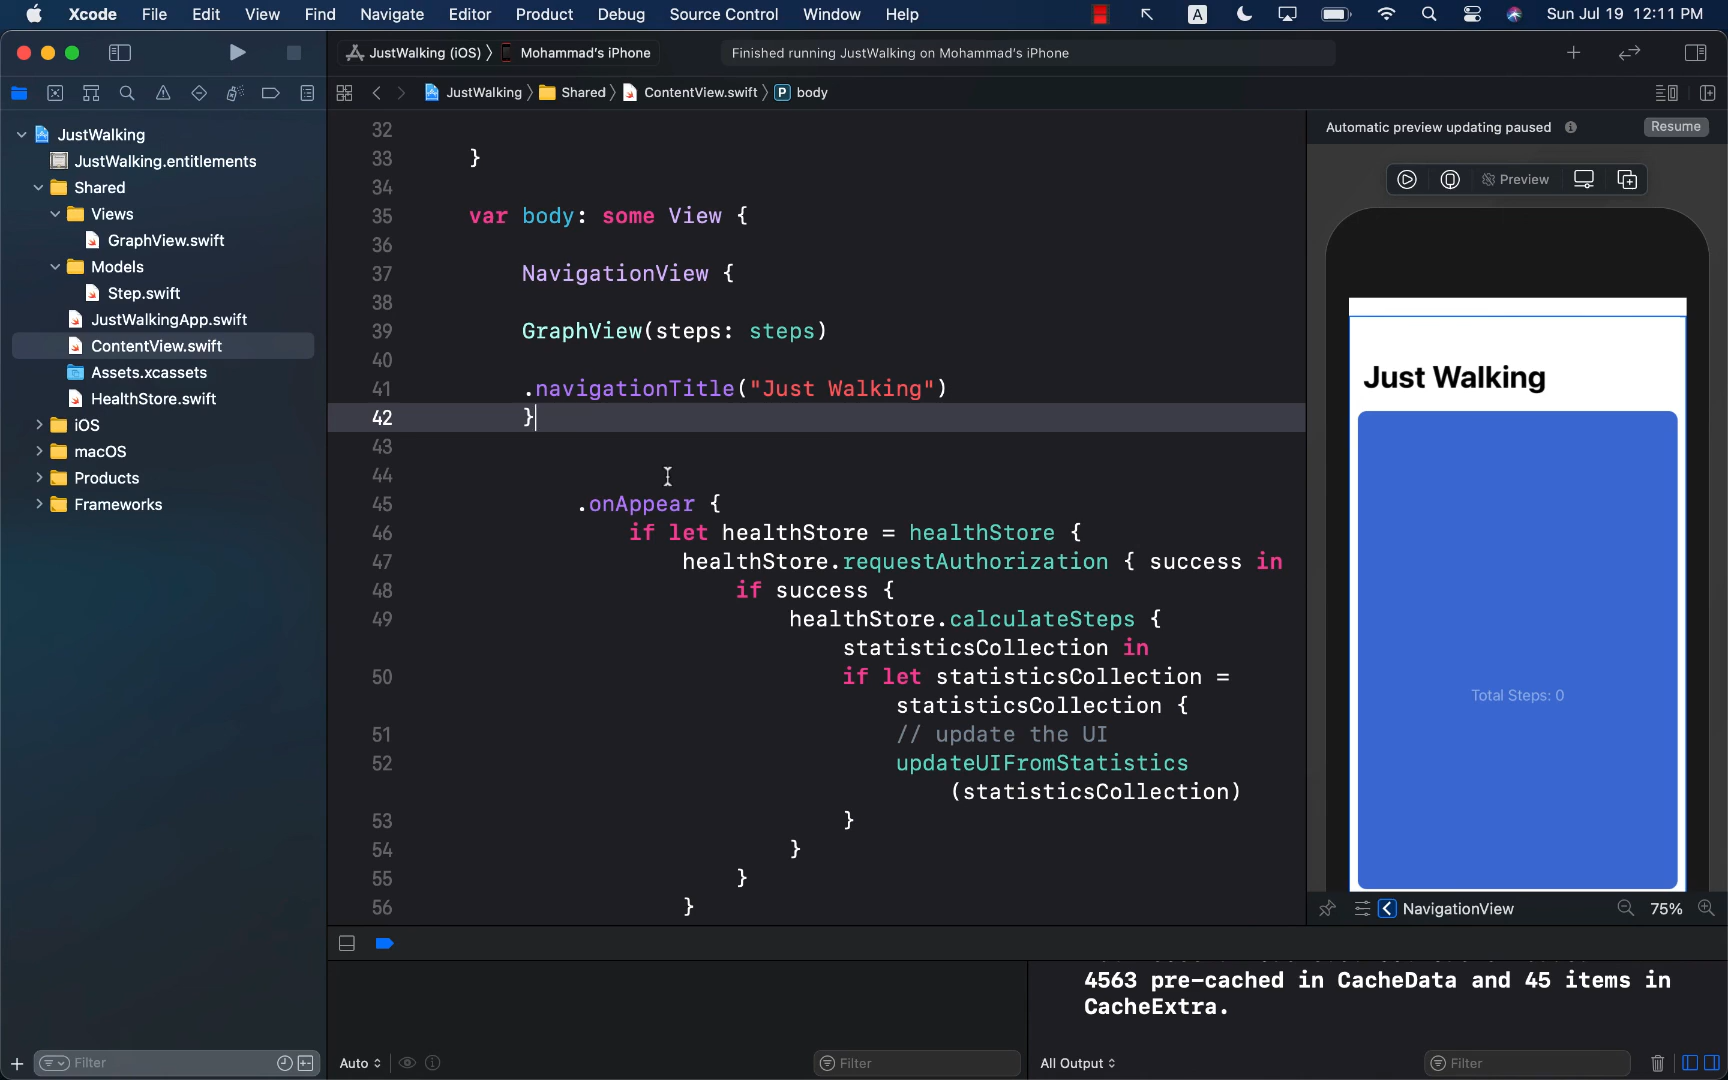 Xcode File Edit View Find Navigate Editor Product Debug Source Control Window Help A Sun Jul 19 12:11 PM
JustWalking (iOS) 〉 Mohammad's iPhone
Finished running JustWalking on Mohammad's iPhone
JustWalking 〉 Shared 〉 ContentView.swift 〉 P body
JustWalking
JustWalking.entitlements
Shared
Views
GraphView.swift
Models
Step.swift
JustWalkingApp.swift
ContentView.swift
Assets.xcassets
HealthStore.swift
iOS
macOS
Products
Frameworks
Filter
32
33 }
34
35 var body: some View {
36
37 NavigationView {
38
39 GraphView(steps: steps)
40
41 .navigationTitle("Just Walking")
42 }
43
44
45 .onAppear {
46 if let healthStore = healthStore {
47 healthStore.requestAuthorization { success in
48 if success {
49 healthStore.calculateSteps {
statisticsCollection in
50 if let statisticsCollection =
statisticsCollection {
51 // update the UI
52 updateUIFromStatistics
(statisticsCollection)
53 }
54 }
55 }
56 }
Automatic preview updating paused Resume
Preview
Just Walking
Total Steps: 0
NavigationView 75%
4563 pre-cached in CacheData and 45 items in
CacheExtra.
Auto Filter
All Output Filter